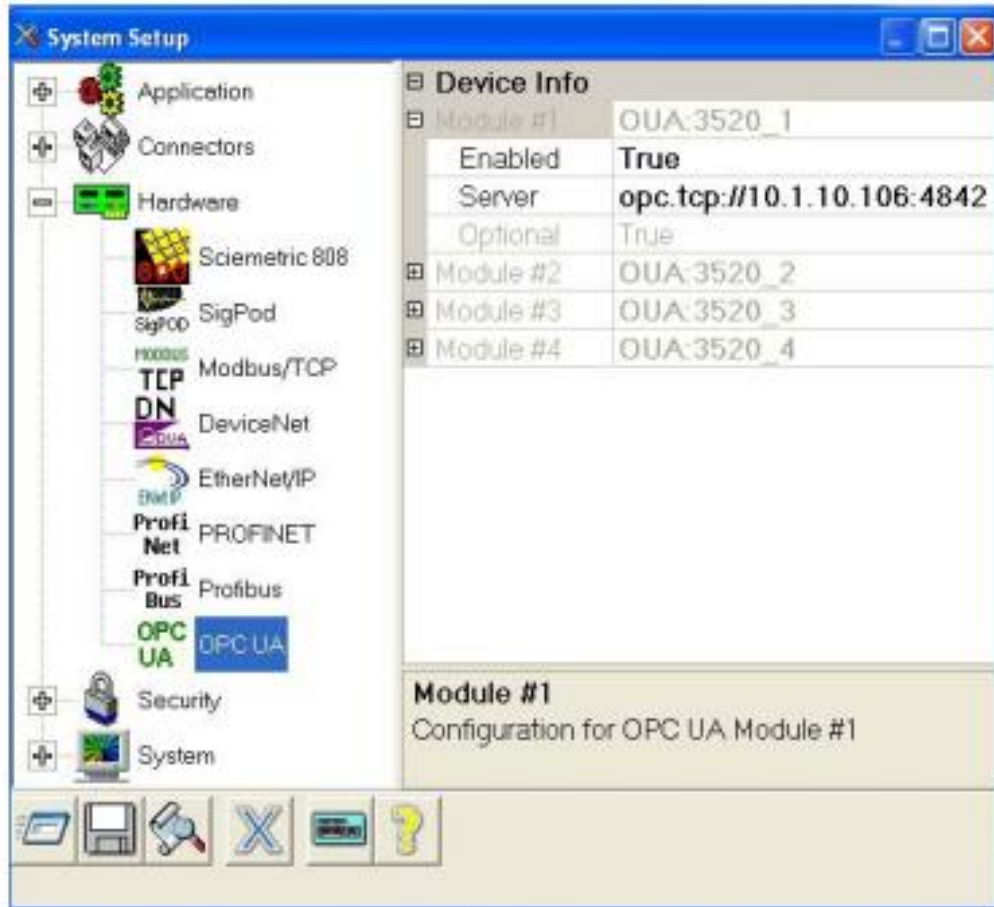 System Setup
Application
Connectors
Hardware
Sciemetric 808
SigPOD
SigPod
MODBUS
TCP
Modbus/TCP
DN
DeviceNet
ENet IP
EtherNet/IP
Profi
Net
PROFINET
Profi
Bus
Profibus
OPC
UA
OPC UA
Security
System
Device Info
Module #1 OUA:3520_1
Enabled True
Server opc.tcp://10.1.10.106:4842
Optional True
Module #2 OUA:3520_2
Module #3 OUA:3520_3
Module #4 OUA:3520_4
Module #1
Configuration for OPC UA Module #1